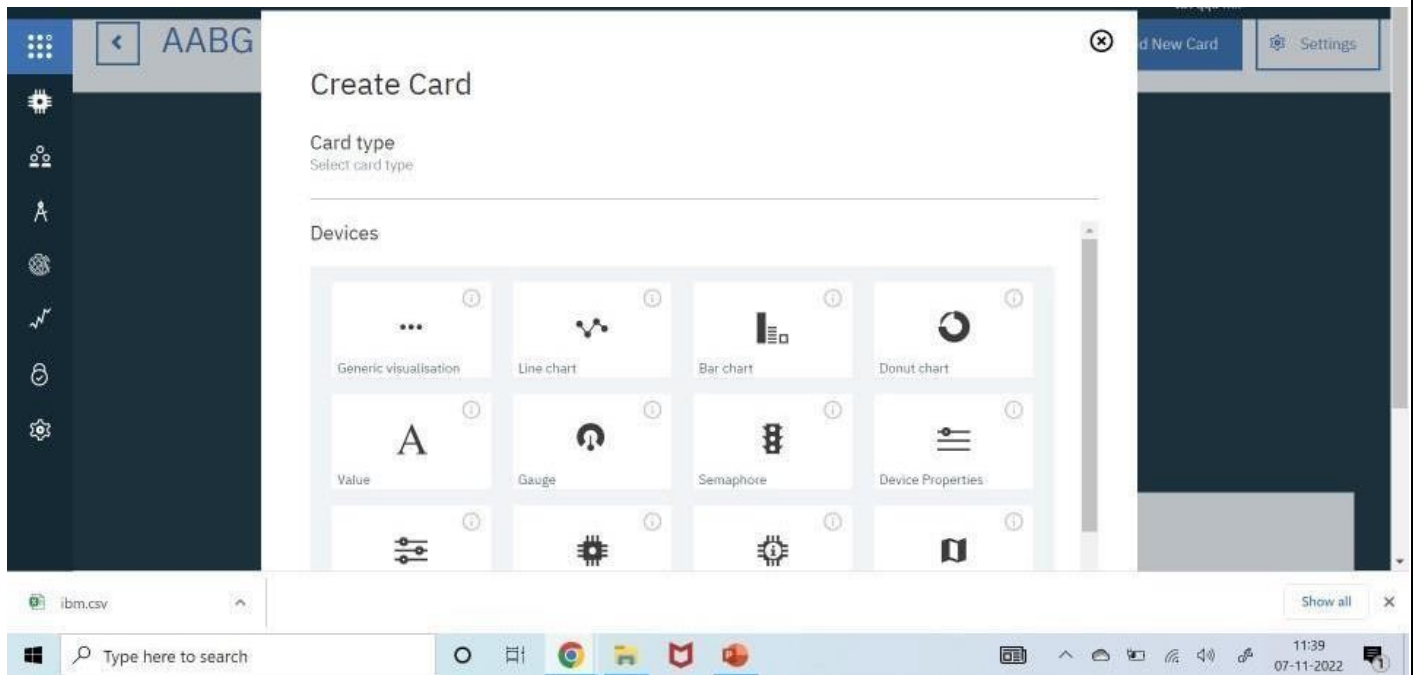 AABG
d New Card
Settings
Create Card
Card type
Select card type
Devices
Generic visualisation
Line chart
Bar chart
Donut chart
A
Value
Gauge
Semaphore
Device Properties
ibm.csv
Show all
Type here to search
11:39
07-11-2022
1